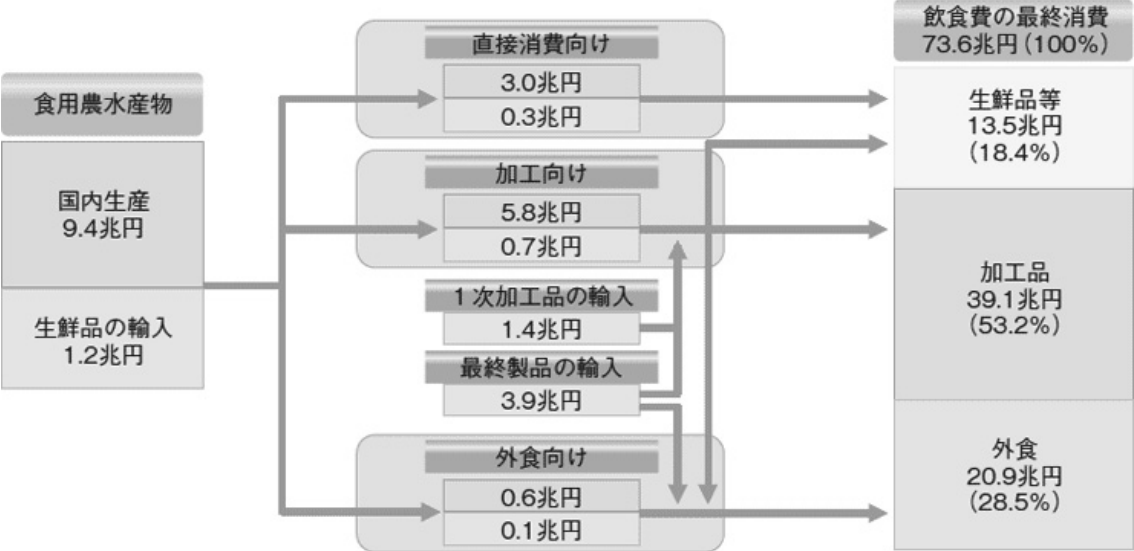 食用農水産物
国内生産
9.4兆円
生鮮品の輸入
1.2兆円
直接消費向け
3.0兆円
0.3兆円
加工向け
5.8兆円
0.7兆円
1次加工品の輸入
1.4兆円
最終製品の輸入
3.9兆円
外食向け
0.6兆円
0.1兆円
飲食費の最終消費
73.6兆円(100%)
生鮮品等
13.5兆円
(18.4%)
加工品
39.1兆円
(53.2%)
外食
20.9兆円
(28.5%)